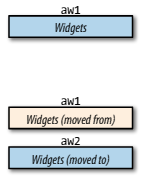 aw1
Widgets
aw1
Widgets (moved from)
aw2
Widgets (moved to)